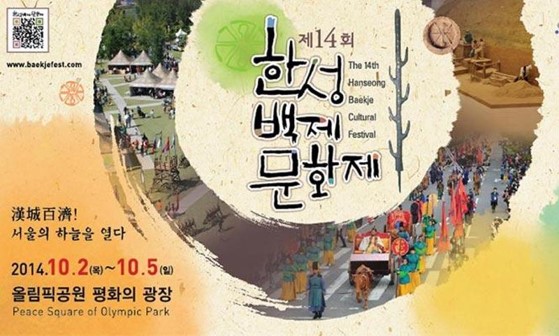 www.baekjefest.com
제14회
한성
백제
문화제
The 14th
Hanseong
Baekje
Cultural
Festival
漢城百濟!
서울의 하늘을 열다
2014.10.2(목)~10.5(일)
올림픽공원 평화의 광장
Peace Square of Olympic Park